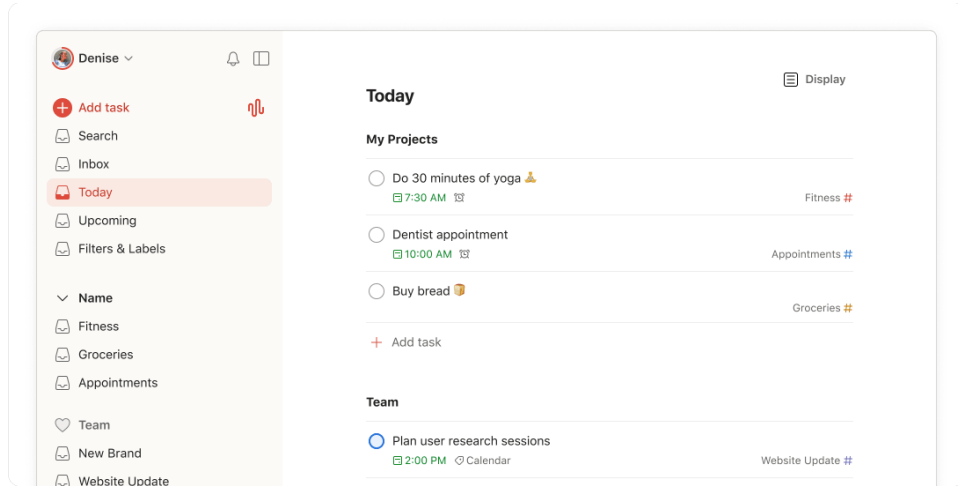 Denise
Add task
Search
Inbox
Today
Upcoming
Filters & Labels
Name
Fitness
Groceries
Appointments
Team
New Brand
Website Update
Display
Today
My Projects
Do 30 minutes of yoga
7:30 AM
Fitness #
Dentist appointment
10:00 AM
Appointments #
Buy bread
Groceries #
+ Add task
Team
Plan user research sessions
2:00 PM Calendar
Website Update #